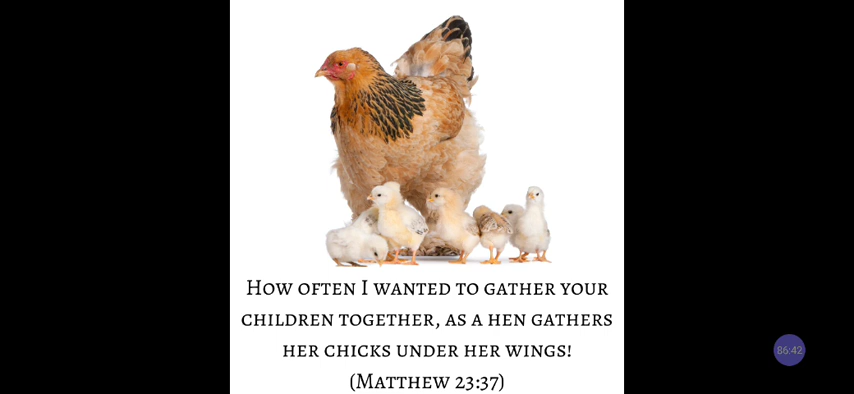 How often I wanted to gather your
children together, as a hen gathers
her chicks under her wings!
(Matthew 23:37)
86:42